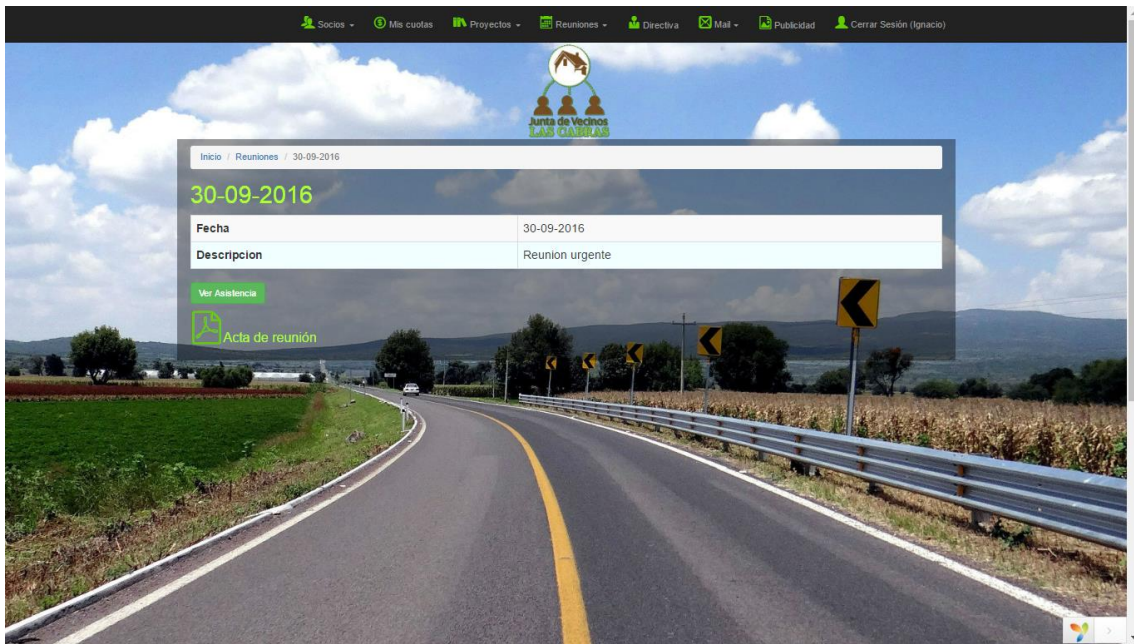 Socios Mis cuotas Proyectos Reuniones Directiva Mail Publicidad Cerrar Sesión (Ignacio)
Junta de Vecinos
LAS CABRAS
Inicio / Reuniones / 30-09-2016
30-09-2016
Fecha 30-09-2016
Descripcion Reunion urgente
Ver Asistencia
Acta de reunión